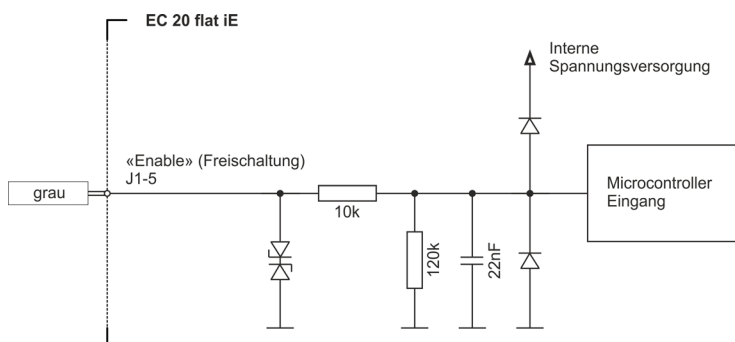 EC 20 flat iE
Interne
Spannungsversorgung
«Enable» (Freischaltung)
J1-5
grau
10k
120k
22nF
Microcontroller
Eingang